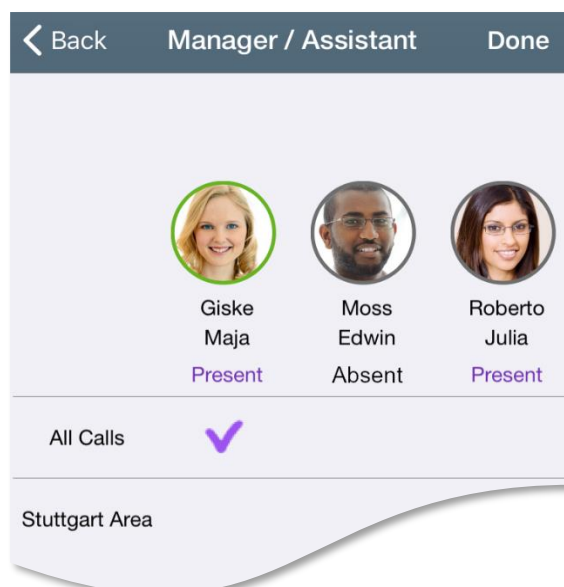 Back Manager / Assistant Done
Giske Moss Roberto
Maja Edwin Julia
Present Absent Present
All Calls
Stuttgart Area